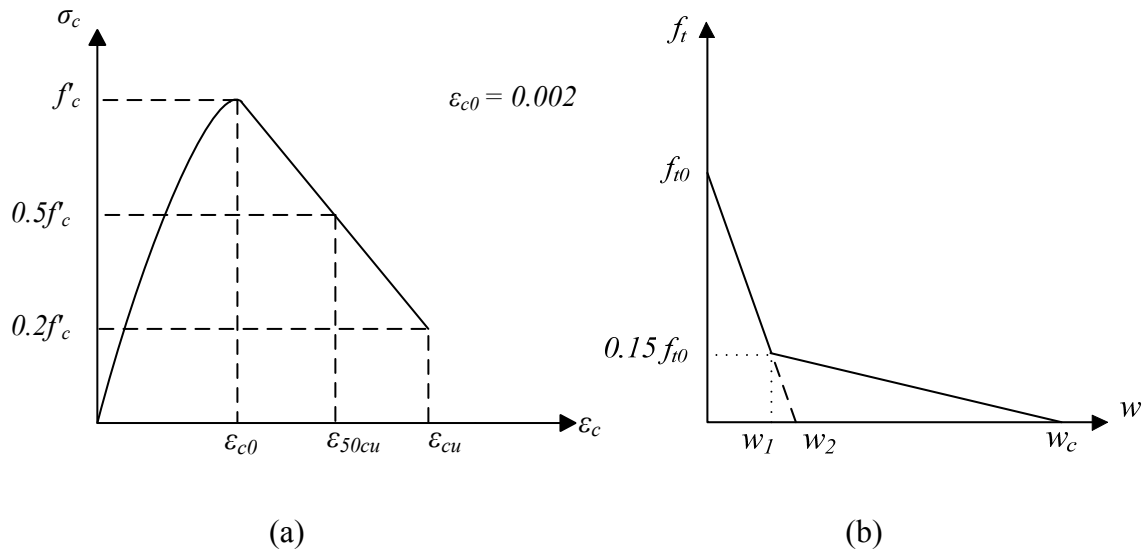 σc
f'c
εc0 = 0.002
0.5f'c
0.2f'c
εc0
ε50cu
εcu
εc
(a)
ft
ft0
0.15 ft0
w1
w2
wc
w
(b)